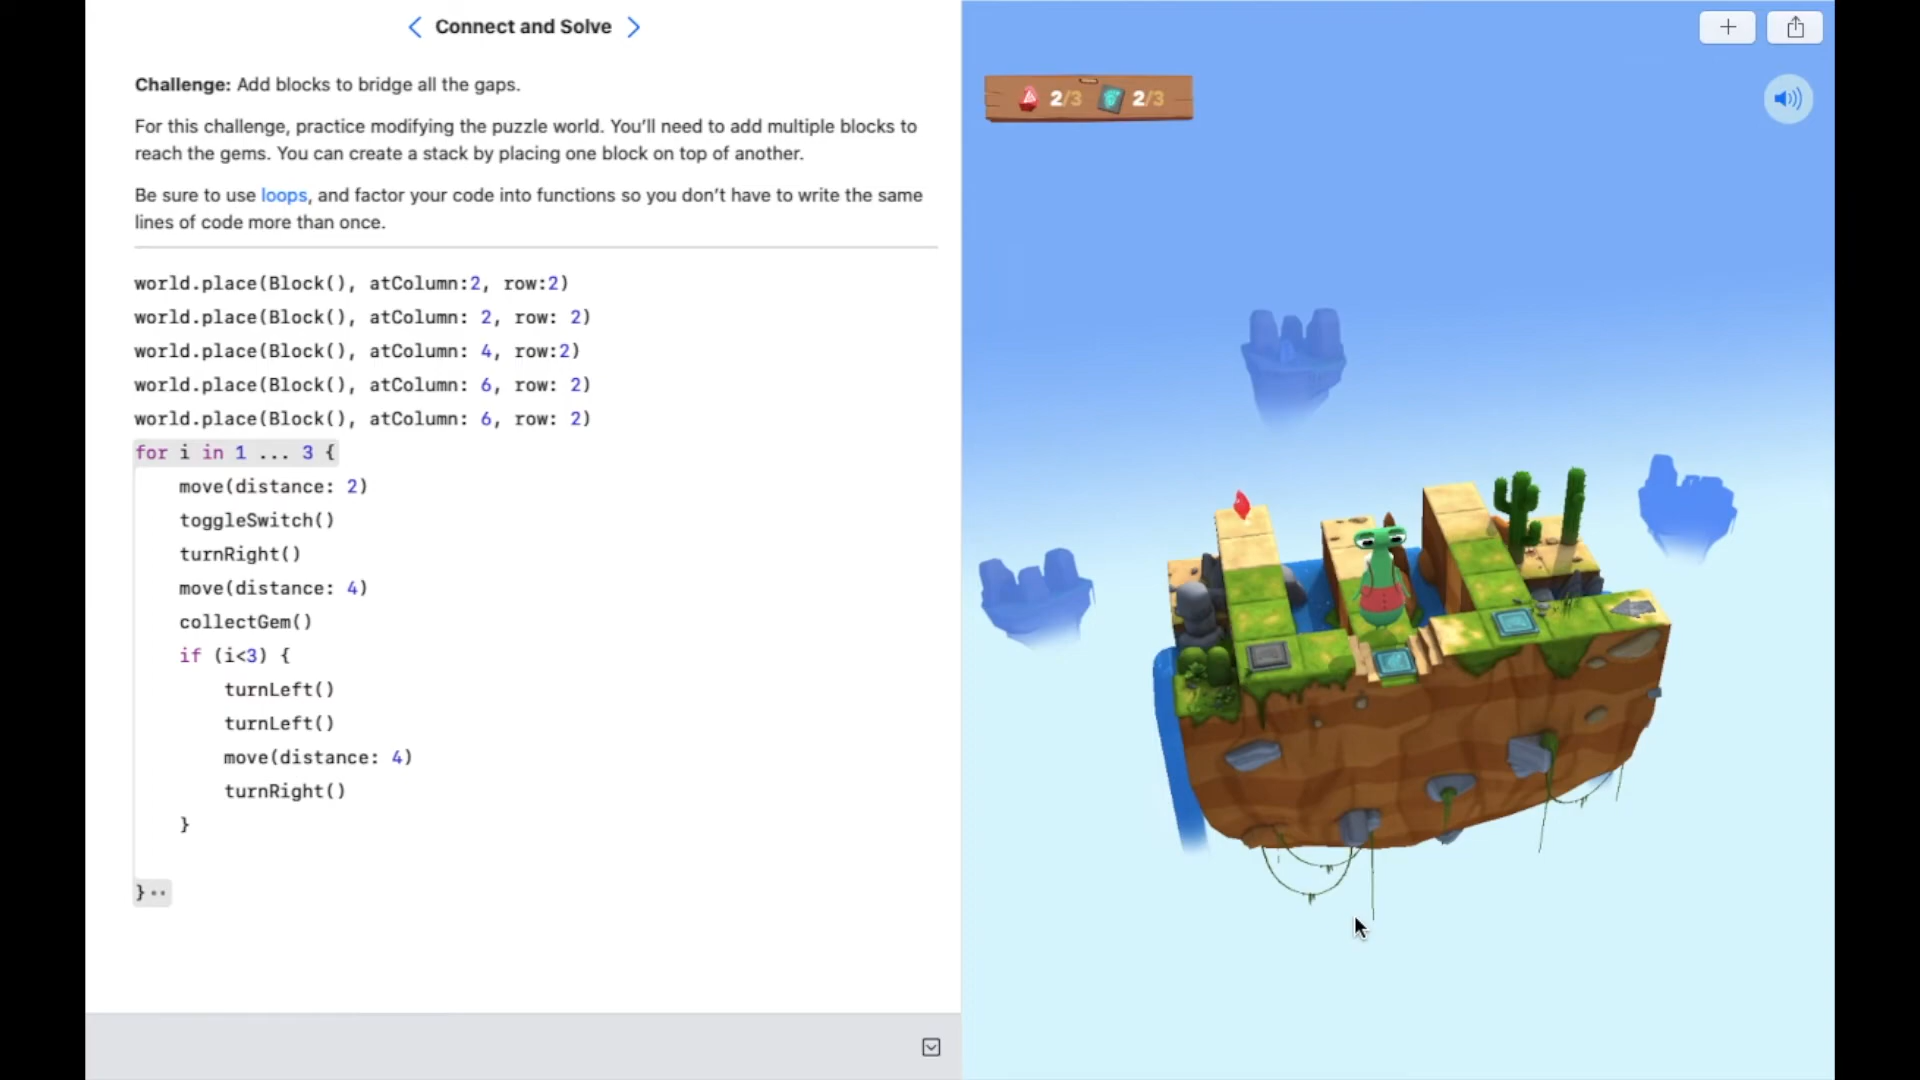 Connect and Solve
Challenge: Add blocks to bridge all the gaps.
For this challenge, practice modifying the puzzle world. You’ll need to add multiple blocks to
reach the gems. You can create a stack by placing one block on top of another.
Be sure to use loops, and factor your code into functions so you don’t have to write the same
lines of code more than once.
world.place(Block(), atColumn:2, row:2)
world.place(Block(), atColumn: 2, row: 2)
world.place(Block(), atColumn: 4, row:2)
world.place(Block(), atColumn: 6, row: 2)
world.place(Block(), atColumn: 6, row: 2)
for i in 1 ... 3 {
move(distance: 2)
toggleSwitch()
turnRight()
move(distance: 4)
collectGem()
if (i<3) {
turnLeft()
turnLeft()
move(distance: 4)
turnRight()
}
}
2/3 2/3